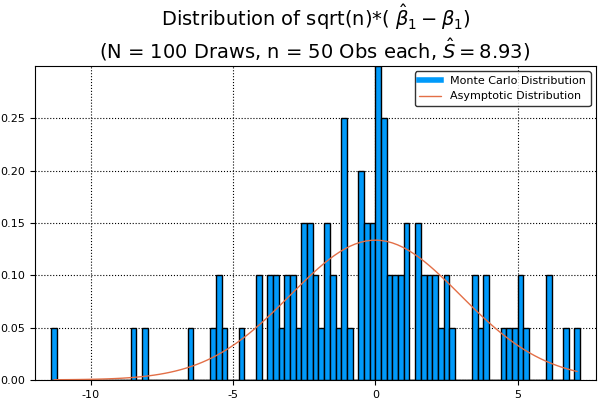 Distribution of sqrt(n)*( β̂₁ − β₁)
(N = 100 Draws, n = 50 Obs each, Ŝ = 8.93)
Monte Carlo Distribution
Asymptotic Distribution
0.25
0.20
0.15
0.10
0.05
0.00
-10 -5 0 5